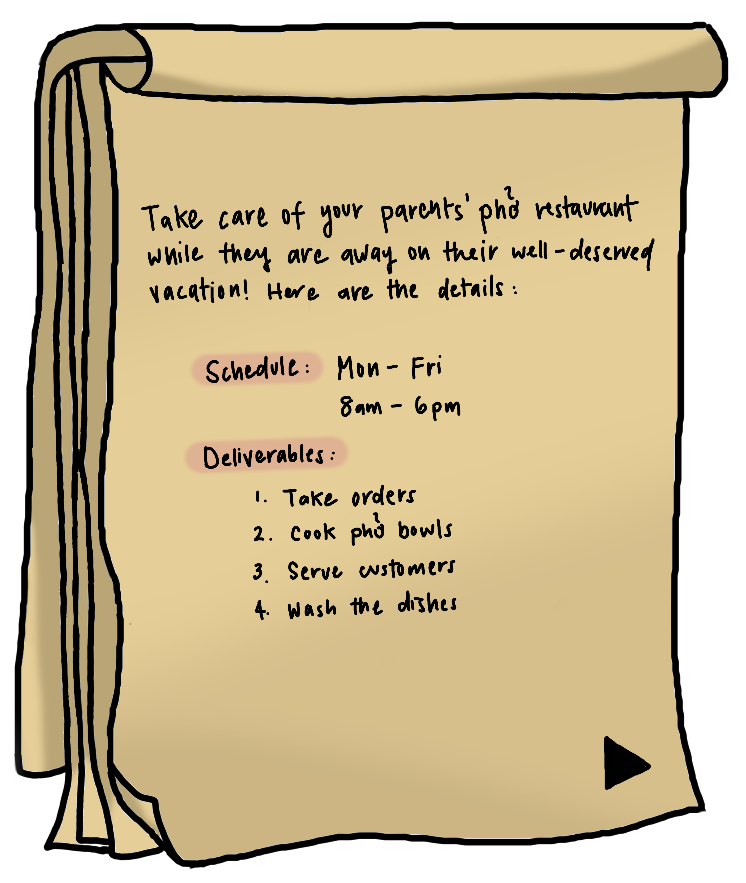 Take care of your parents' phở restaurant
while they are away on their well-deserved
vacation! Here are the details:
Schedule: Mon - Fri
8am - 6pm
Deliverables:
1. Take orders
2. Cook phở bowls
3. Serve customers
4. Wash the dishes